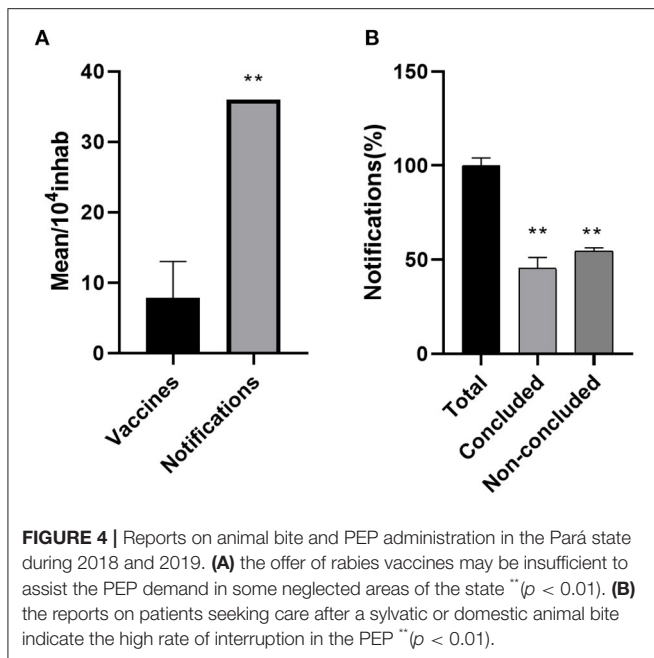 A
Mean/10⁴inhab
40
30
20
10
0
**
Vaccines
Notifications
B
Notifications(%)
150
100
50
0
**
**
Total
Concluded
Non-concluded
FIGURE 4 | Reports on animal bite and PEP administration in the Pará state
during 2018 and 2019. (A) the offer of rabies vaccines may be insufficient to
assist the PEP demand in some neglected areas of the state **(p < 0.01). (B)
the reports on patients seeking care after a sylvatic or domestic animal bite
indicate the high rate of interruption in the PEP **(p < 0.01).